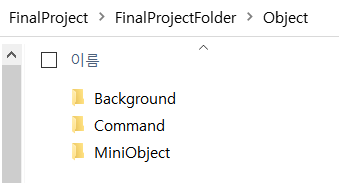 FinalProject > FinalProjectFolder > Object
이름
Background
Command
MiniObject